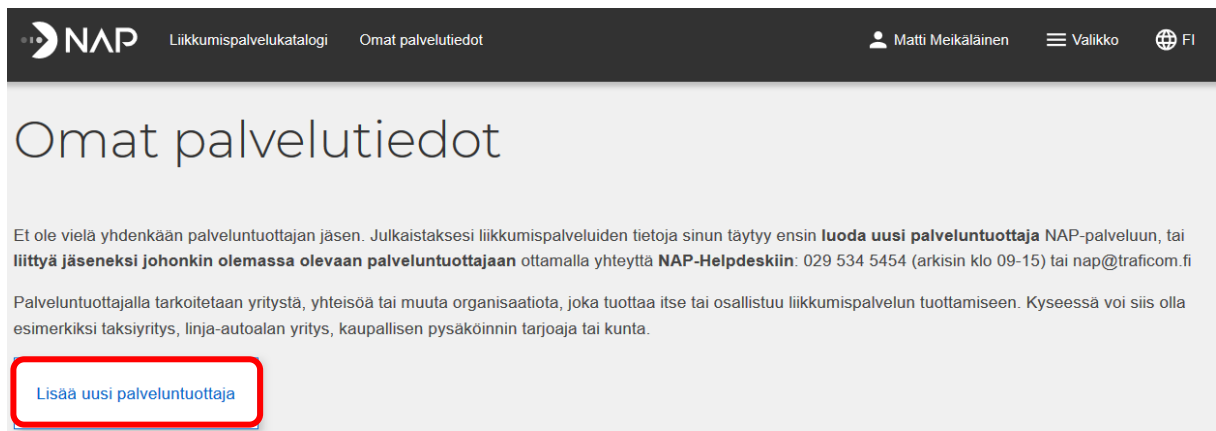 NAP Liikkumispalvelukatalogi Omat palvelutiedot Matti Meikäläinen Valikko FI
Omat palvelutiedot
Et ole vielä yhdenkään palveluntuottajan jäsen. Julkaistaksesi liikkumispalveluiden tietoja sinun täytyy ensin luoda uusi palveluntuottaja NAP-palveluun, tai
liittyä jäseneksi johonkin olemassa olevaan palveluntuottajaan ottamalla yhteyttä NAP-Helpdeskiin: 029 534 5454 (arkisin klo 09-15) tai nap@traficom.fi
Palveluntuottajalla tarkoitetaan yritystä, yhteisöä tai muuta organisaatiota, joka tuottaa itse tai osallistuu liikkumispalvelun tuottamiseen. Kyseessä voi siis olla
esimerkiksi taksiyritys, linja-autoalan yritys, kaupallisen pysäköinnin tarjoaja tai kunta.
Lisää uusi palveluntuottaja